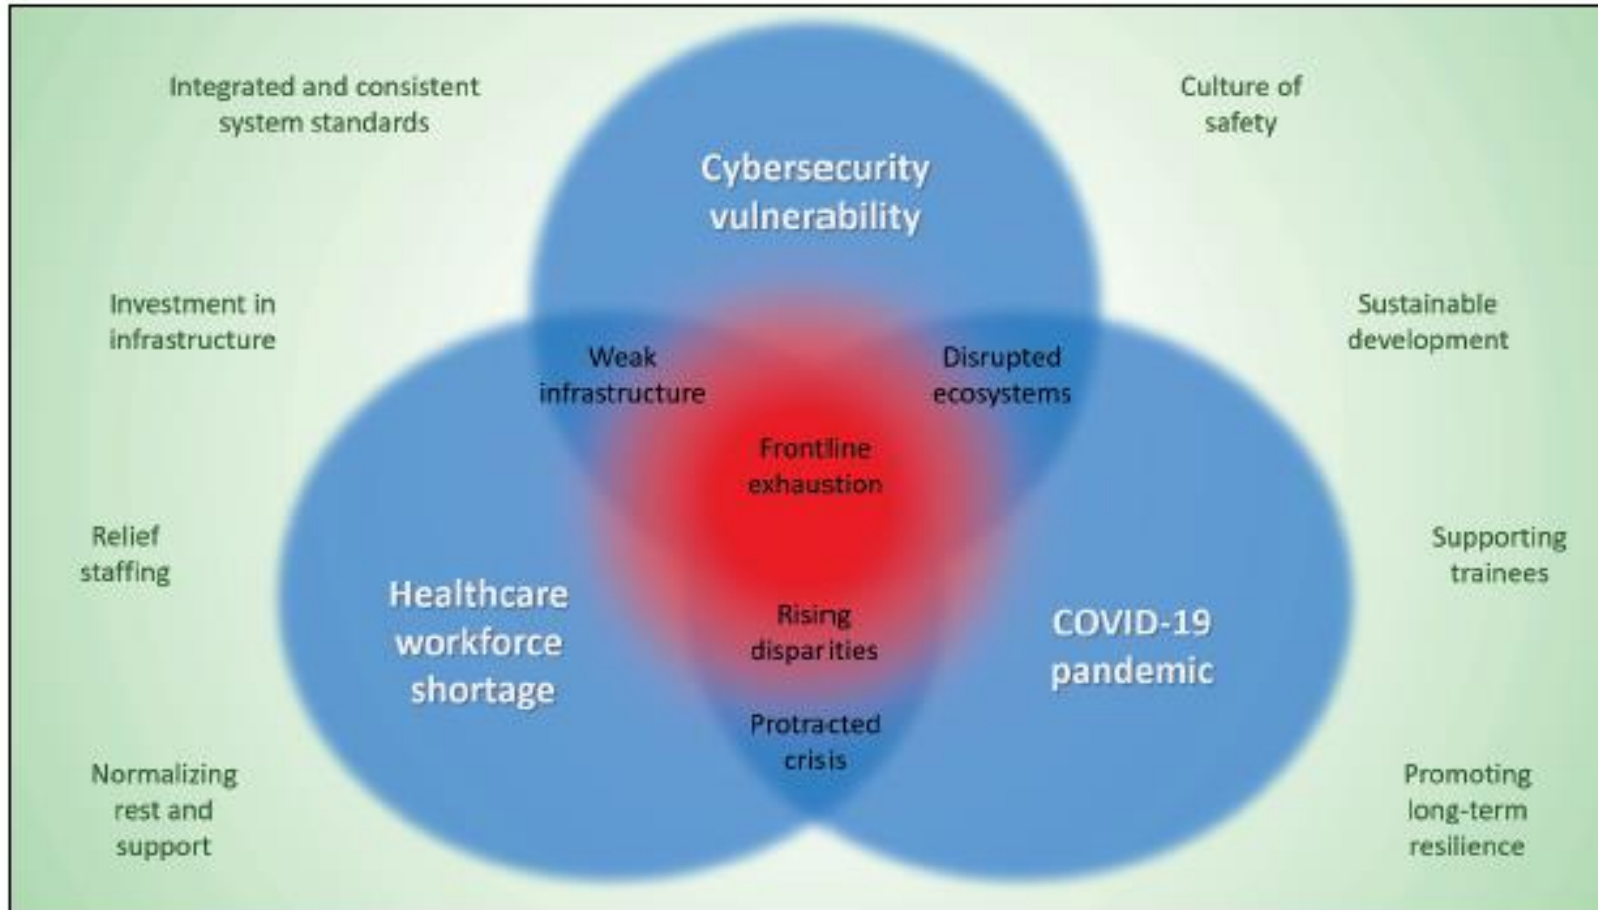 Integrated and consistent
system standards
Culture of
safety
Cybersecurity
vulnerability
Investment in
infrastructure
Sustainable
development
Weak
infrastructure
Disrupted
ecosystems
Frontline
exhaustion
Relief
staffing
Supporting
trainees
Healthcare
workforce
shortage
Rising
disparities
COVID-19
pandemic
Protracted
crisis
Normalizing
rest and
support
Promoting
long-term
resilience